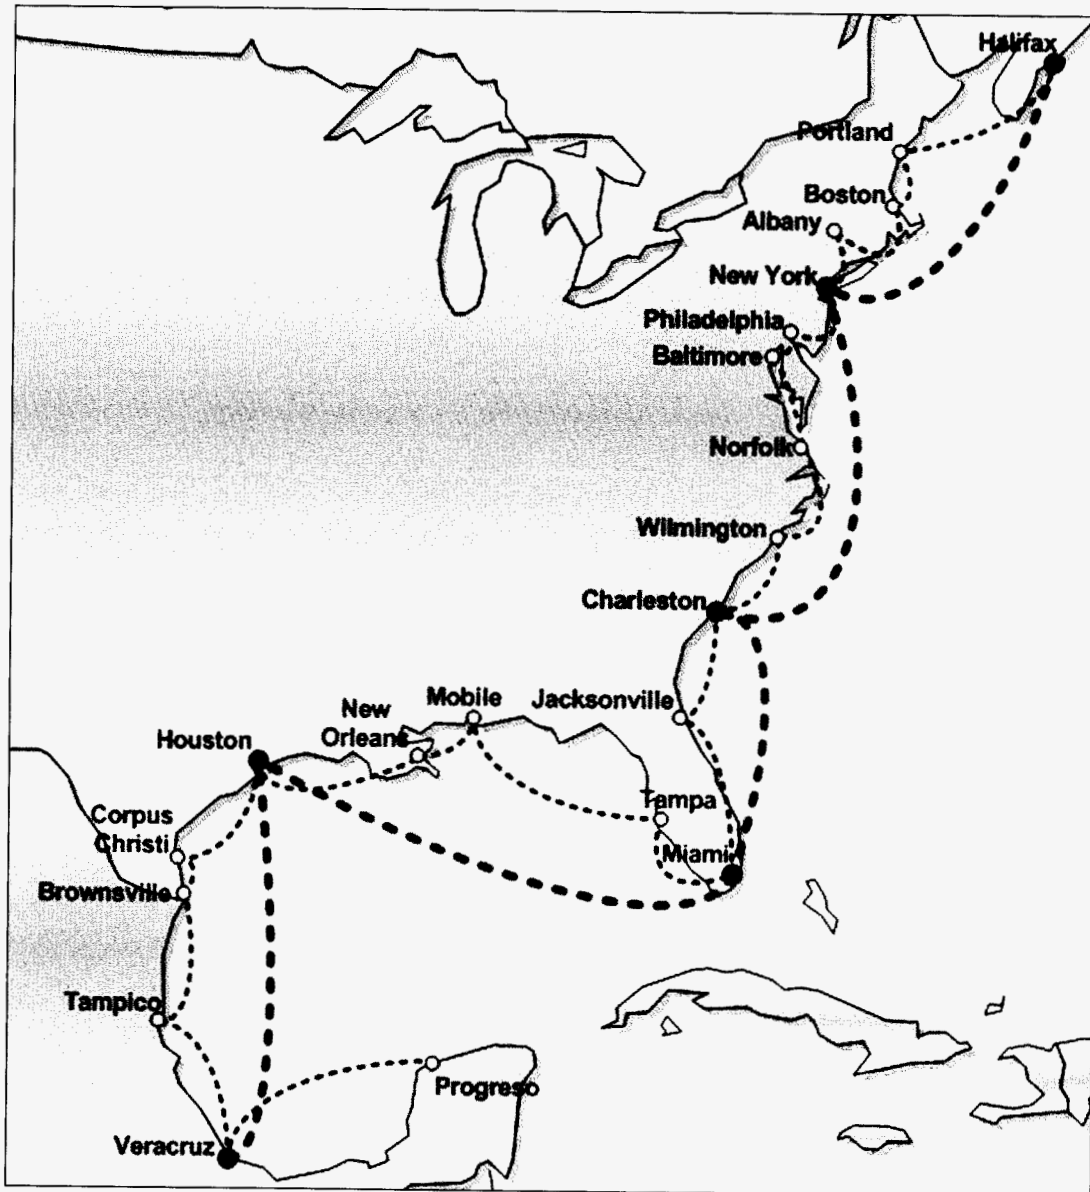 Halifax
Portland
Boston
Albany
New York
Philadelphia
Baltimore
Norfolk
Wilmington
Charleston
Jacksonville
Mobile
New
Orleans
Houston
Tampa
Corpus
Christi
Miami
Brownsville
Tampico
Progreso
Veracruz